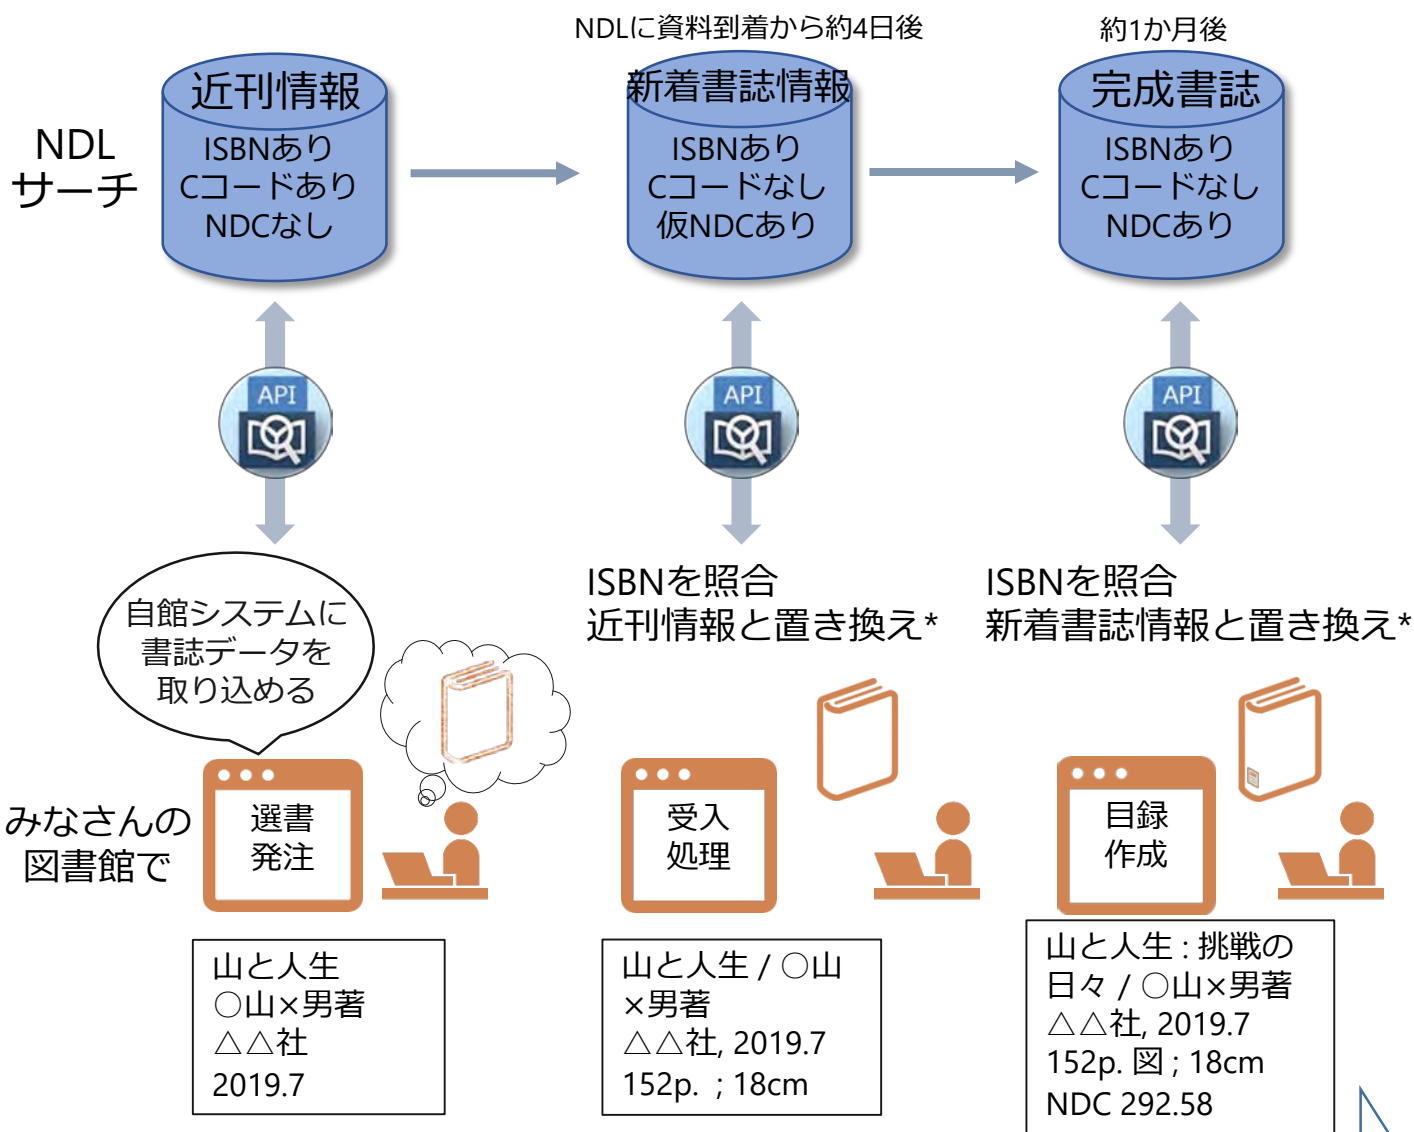 NDLに資料到着から約4日後
約1か月後
NDL
サーチ
近刊情報
ISBNあり
Cコードあり
NDCなし
新着書誌情報
ISBNあり
Cコードなし
仮NDCあり
完成書誌
ISBNあり
Cコードなし
NDCあり
API
API
API
自館システムに
書誌データを
取り込める
ISBNを照合
近刊情報と置き換え*
ISBNを照合
新着書誌情報と置き換え*
みなさんの
図書館で
選書
発注
受入
処理
目録
作成
山と人生
○山×男著
△△社
2019.7
山と人生 / ○山
×男著
△△社, 2019.7
152p. ; 18cm
山と人生 : 挑戦の
日々 / ○山×男著
△△社, 2019.7
152p. 図 ; 18cm
NDC 292.58